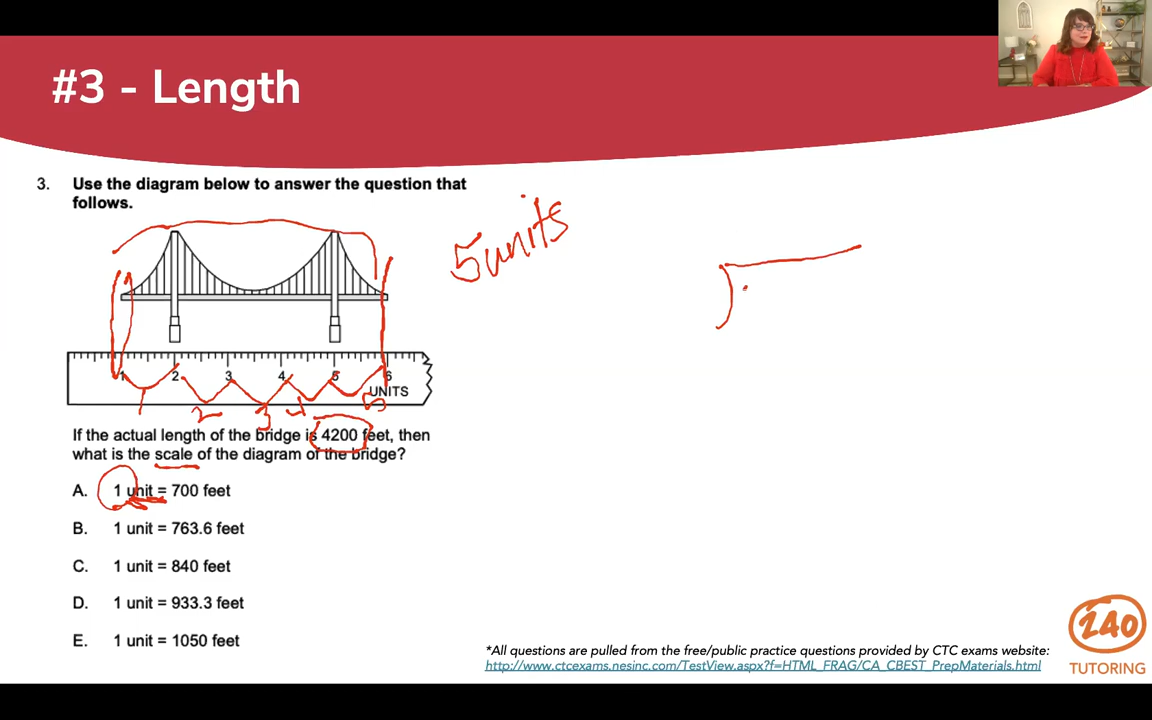 #3 - Length
3. Use the diagram below to answer the question that
follows.
5 units
1 2 3 4 5 6
UNITS
1 2 3 4 5
If the actual length of the bridge is 4200 feet, then
what is the scale of the diagram of the bridge?
A. 1 unit = 700 feet
B. 1 unit = 763.6 feet
C. 1 unit = 840 feet
D. 1 unit = 933.3 feet
E. 1 unit = 1050 feet
*All questions are pulled from the free/public practice questions provided by CTC exams website:
http://www.ctcexams.nesinc.com/TestView.aspx?f=HTML_FRAG/CA_CBEST_PrepMaterials.html
240
TUTORING